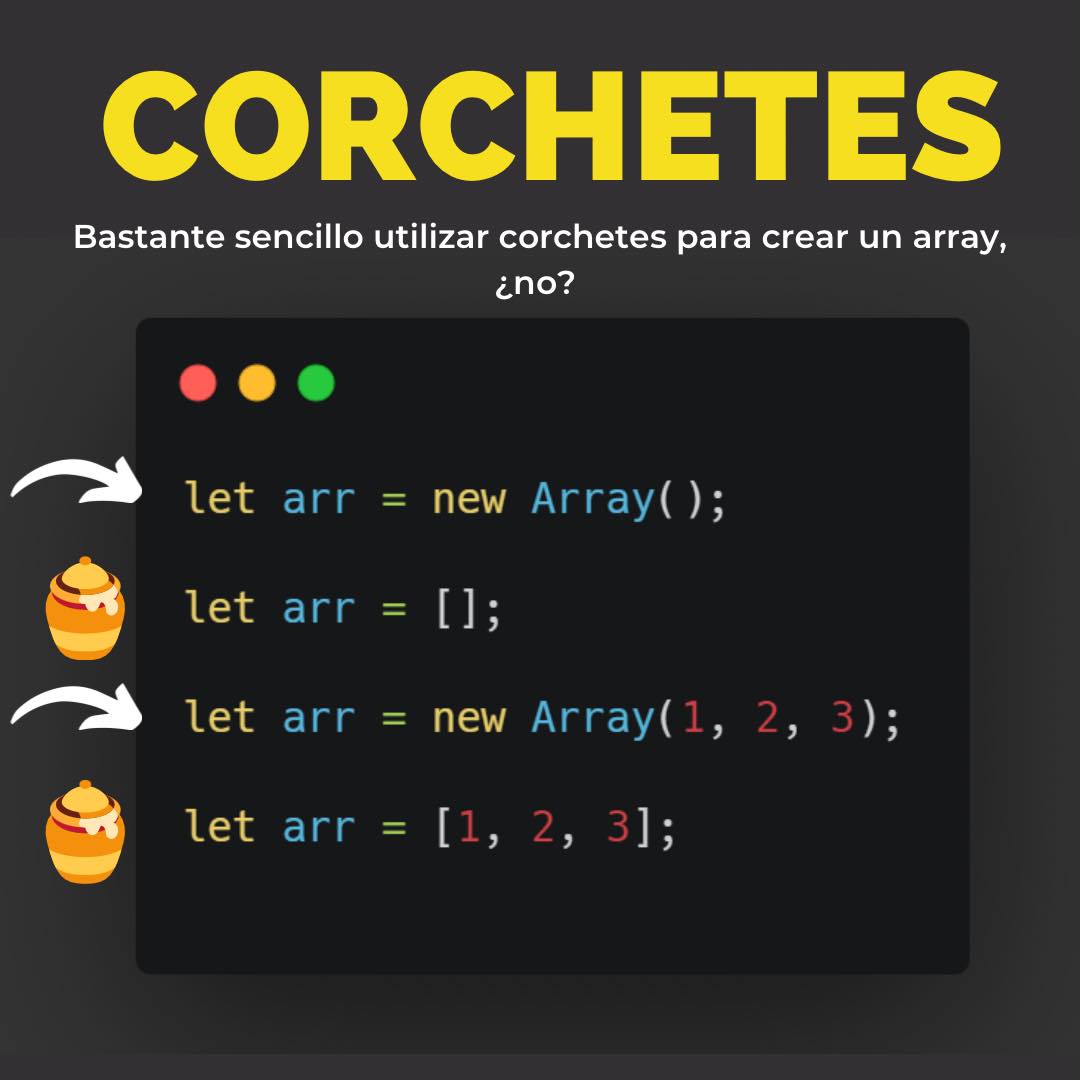 CORCHETES
Bastante sencillo utilizar corchetes para crear un array,
¿no?
let arr = new Array();
let arr = [];
let arr = new Array(1, 2, 3);
let arr = [1, 2, 3];